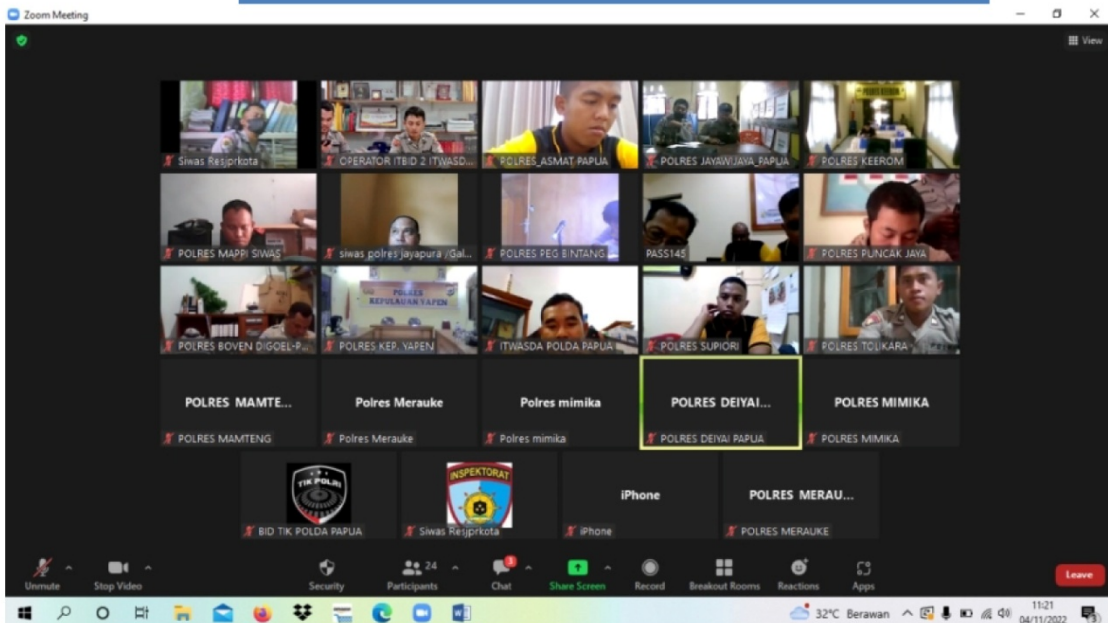 Zoom Meeting
View
Siwas Resjprkota
OPERATOR ITBID 2 ITWASD...
POLRES_ASMAT PAPUA
POLRES JAYAWIJAYA_PAPUA
POLRES KEEROM
POLRES KEEROM
POLRES MAPPI SIWAS
siwas polres jayapura /Gal...
POLRES PEG BINTANG
PASS145
POLRES PUNCAK JAYA
POLRES
KEPULAUAN YAPEN
POLRES BOVEN DIGOEL-P...
POLRES KEP. YAPEN
ITWASDA POLDA PAPUA
POLRES SUPIORI
POLRES TOLIKARA
POLRES MAMTE...
Polres Merauke
Polres mimika
POLRES DEIYAI...
POLRES MIMIKA
POLRES MAMTENG
Polres Merauke
Polres mimika
POLRES DEIYAI PAPUA
POLRES MIMIKA
TIK POLRI
INSPEKTORAT
iPhone
POLRES MERAU...
BID TIK POLDA PAPUA
Siwas Resjprkota
iPhone
POLRES MERAUKE
Unmute
Stop Video
Security
24
Participants
3
Chat
Share Screen
Record
Breakout Rooms
Reactions
Apps
Leave
32°C Berawan
11:21
04/11/2022